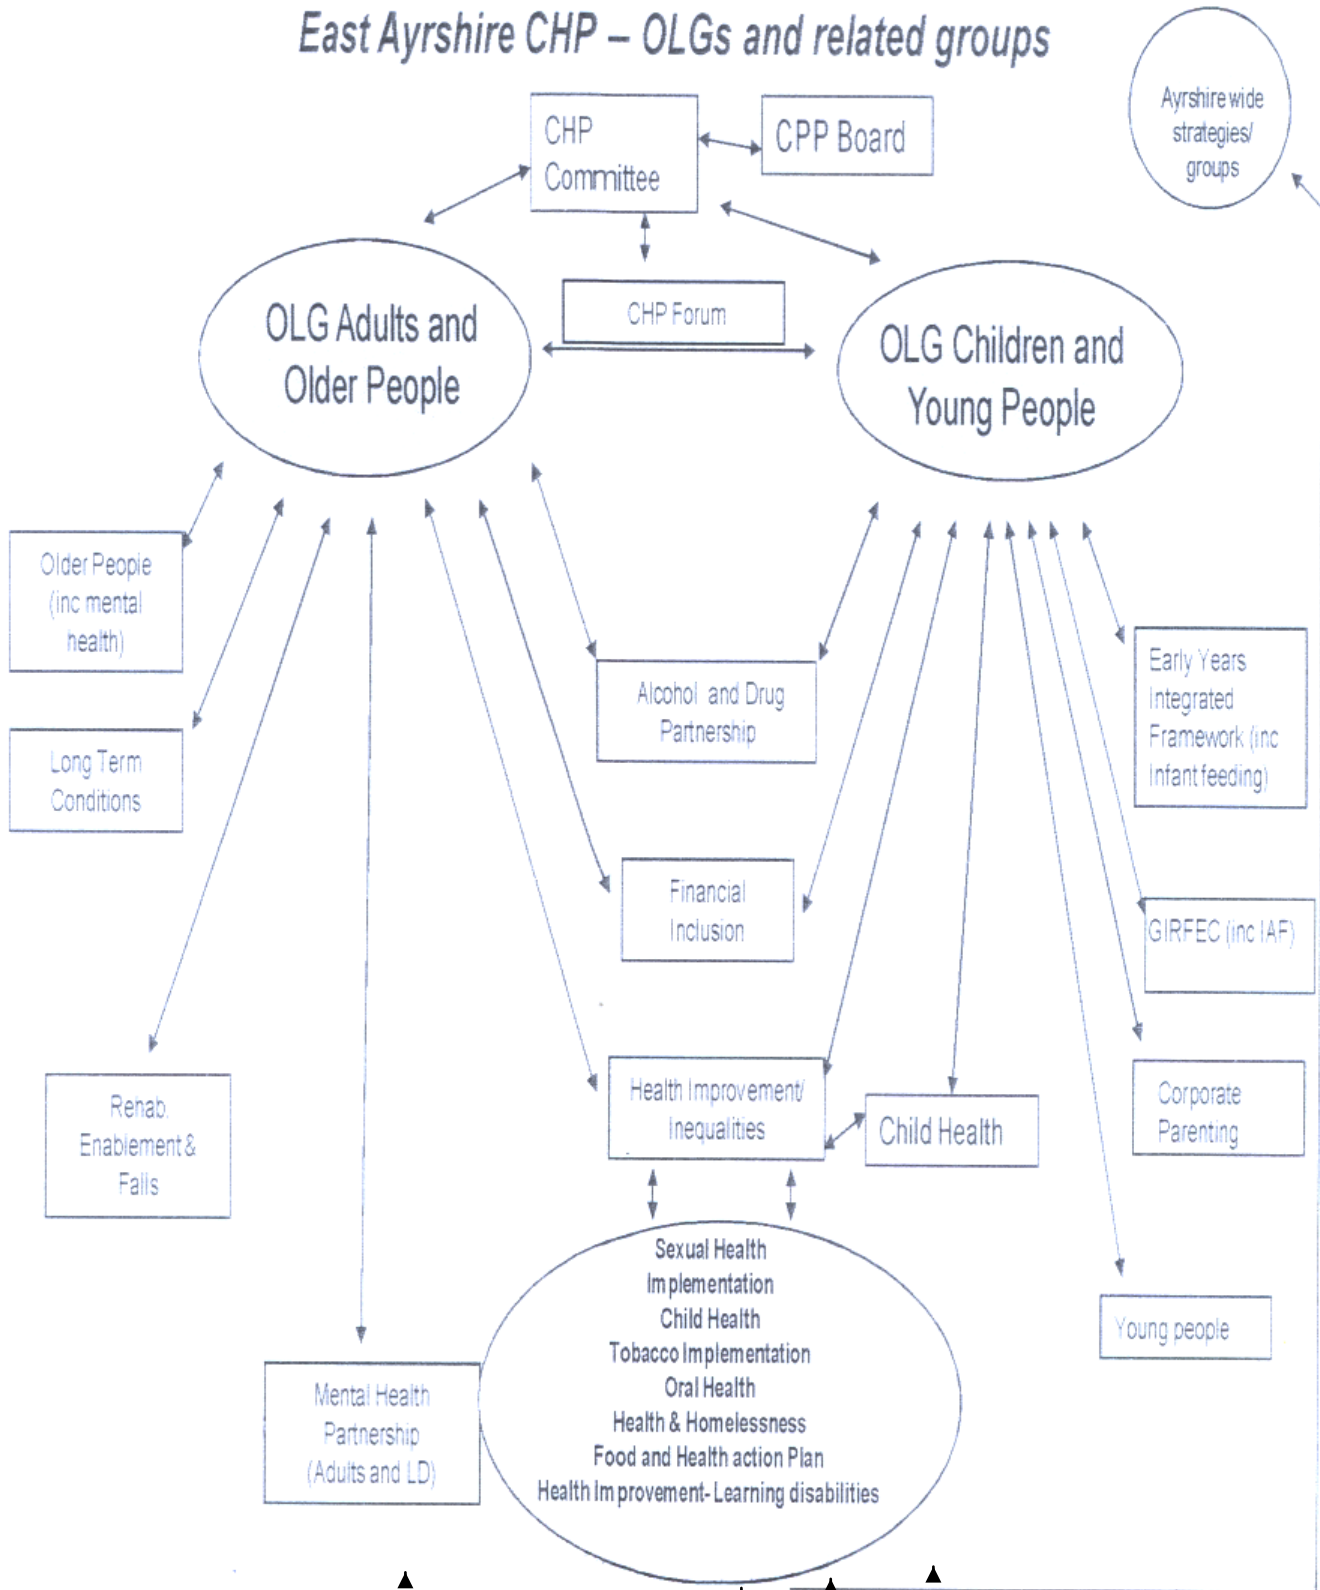 East Ayrshire CHP – OLGs and related groups
Ayrshire wide
strategies/
groups
CHP
Committee
CPP Board
CHP Forum
OLG Adults and
Older People
OLG Children and
Young People
Older People
(inc mental
health)
Long Term
Conditions
Alcohol and Drug
Partnership
Early Years
Integrated
Framework (inc
Infant feeding)
Financial
Inclusion
GIRFEC (inc IAF)
Renab.
Enablement &
Falls
Health Improvement/
Inequalities
Child Health
Corporate
Parenting
Sexual Health
Implementation
Child Health
Tobacco Implementation
Oral Health
Health & Homelessness
Food and Health action Plan
Health Improvement- Learning disabilities
Young people
Mental Health
Partnership
(Adults and LD)